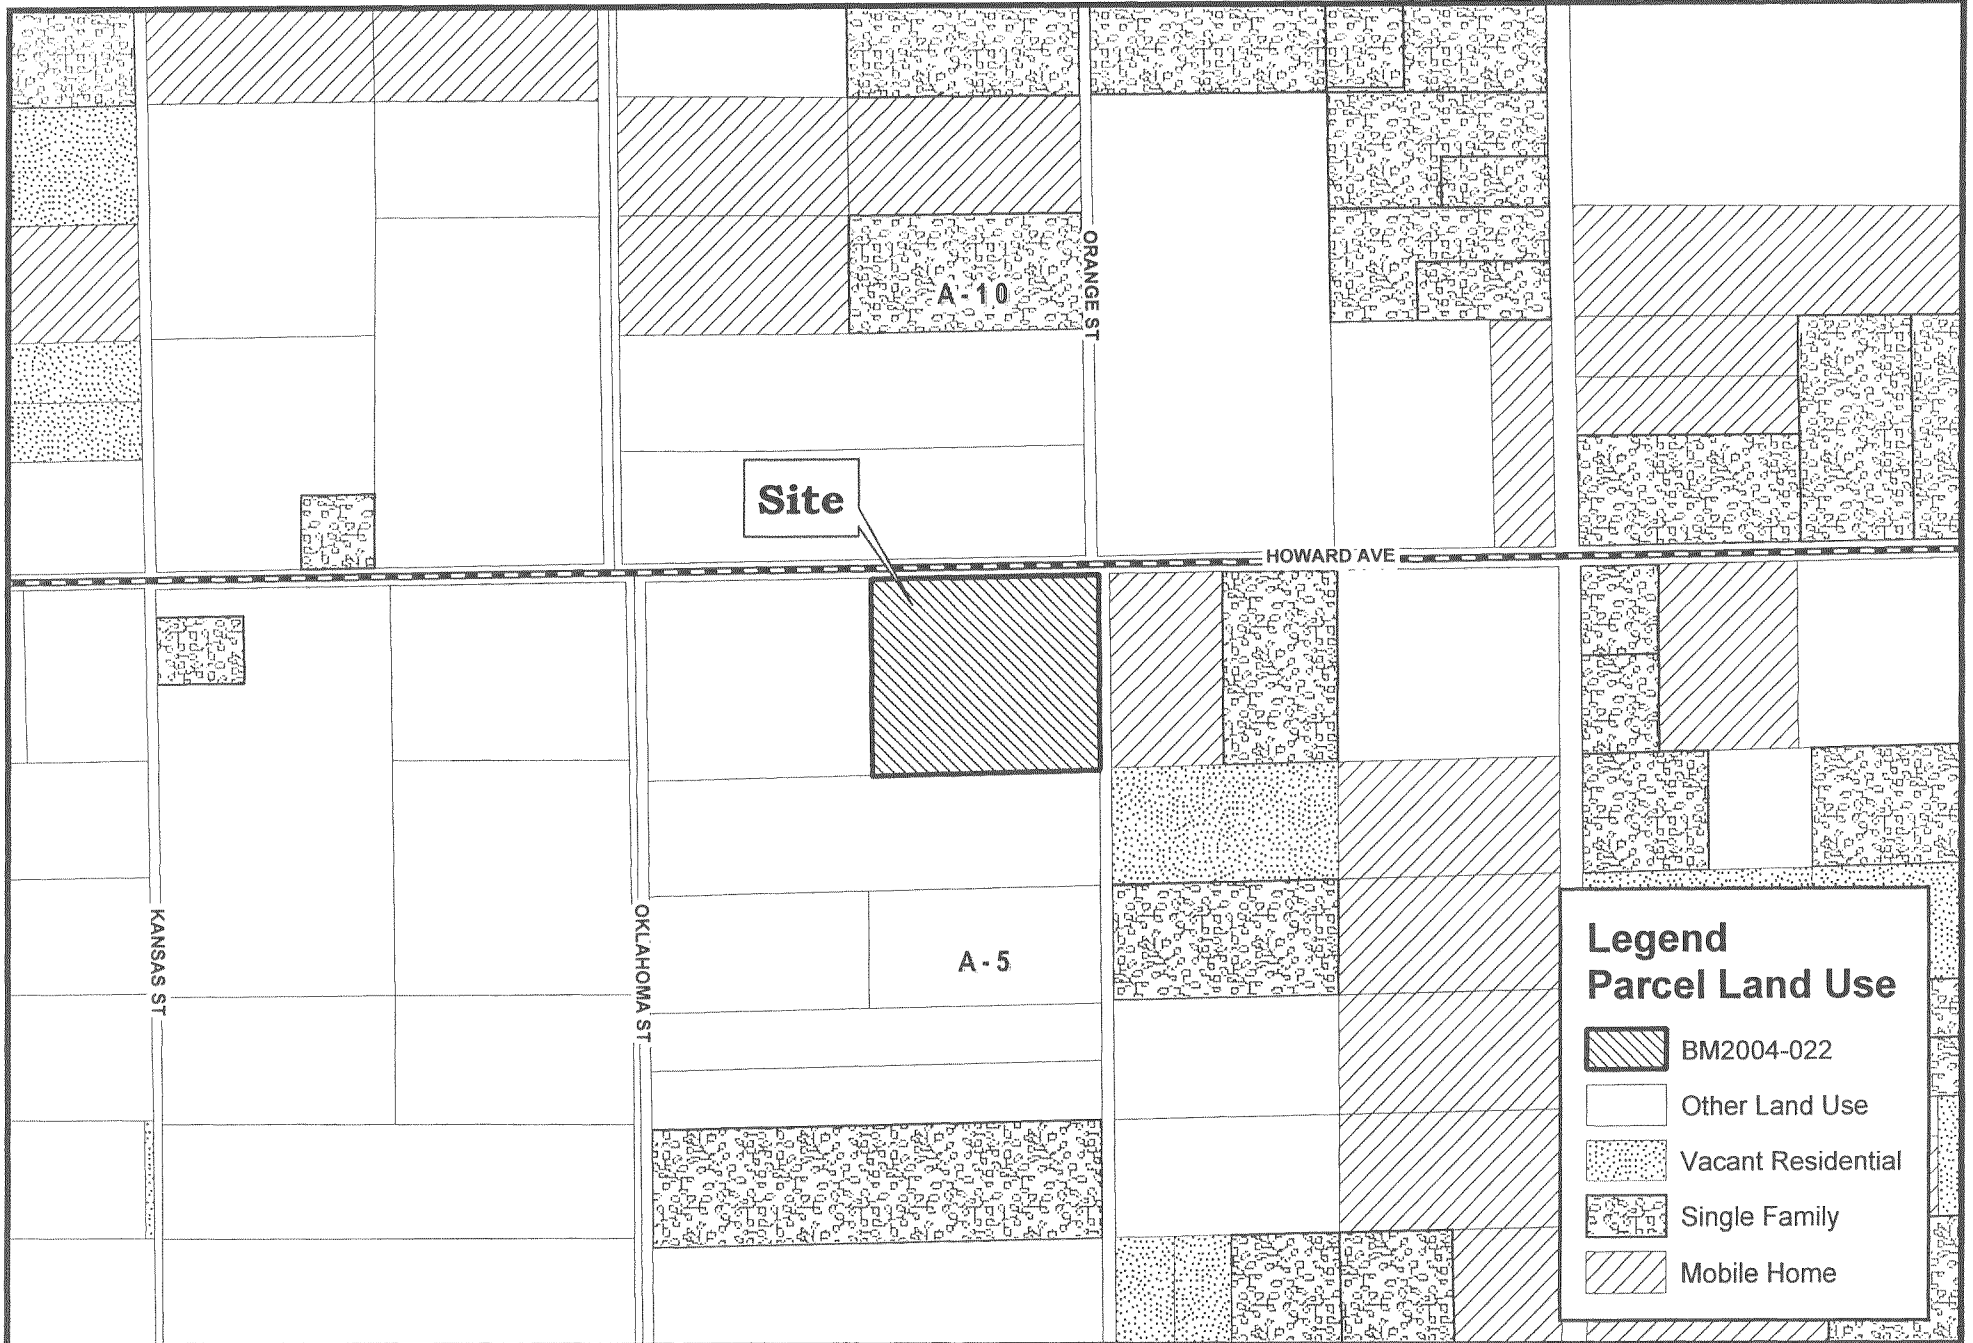 A-10
ORANGE ST
Site
HOWARD AVE
KANSAS ST
OKLAHOMA ST
A-5
Legend
Parcel Land Use
BM2004-022
Other Land Use
Vacant Residential
Single Family
Mobile Home